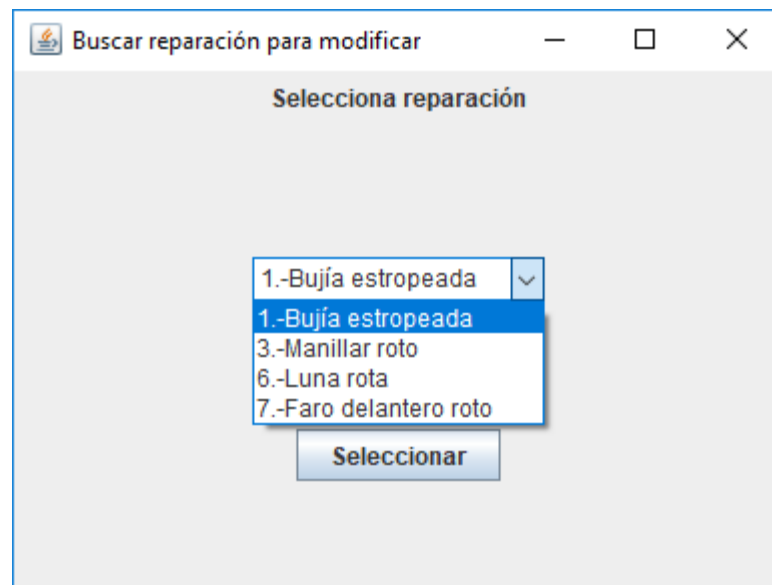 Buscar reparación para modificar
Selecciona reparación
1.-Bujía estropeada
1.-Bujía estropeada
3.-Manillar roto
6.-Luna rota
7.-Faro delantero roto
Seleccionar